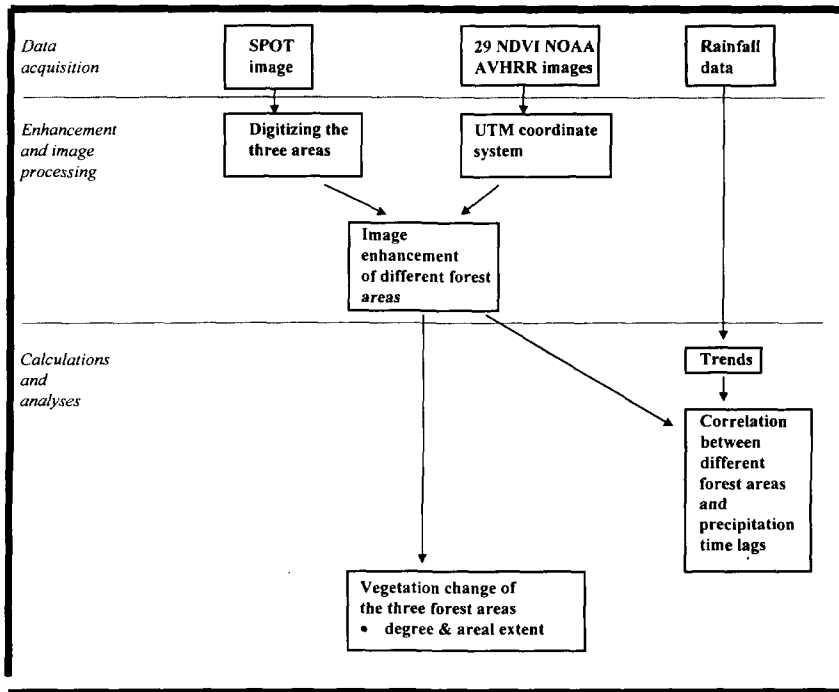 Data
acquisition
SPOT
image
29 NDVI NOAA
AVHRR images
Rainfall
data
Enhancement
and image
processing
Digitizing the
three areas
UTM coordinate
system
Image
enhancement
of different forest
areas
Calculations
and
analyses
Trends
Correlation
between
different
forest areas
and
precipitation
time lags
Vegetation change of
the three forest areas
• degree & areal extent